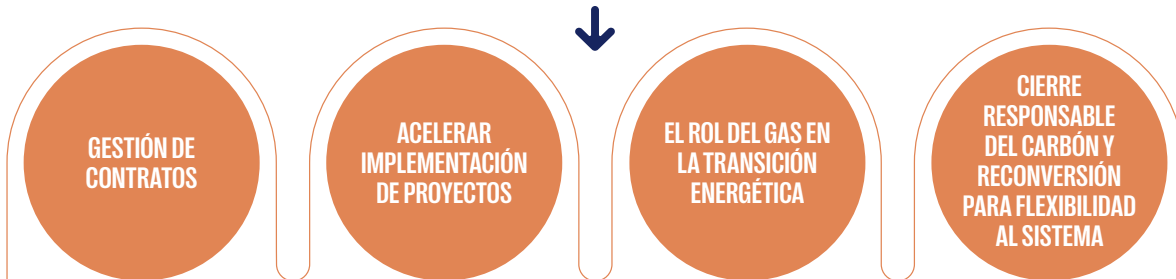 GESTIÓN DE
CONTRATOS
ACELERAR
IMPLEMENTACIÓN
DE PROYECTOS
EL ROL DEL GAS EN
LA TRANSICIÓN
ENERGÉTICA
CIERRE
RESPONSABLE
DEL CARBÓN Y
RECONVERSIÓN
PARA FLEXIBILIDAD
AL SISTEMA